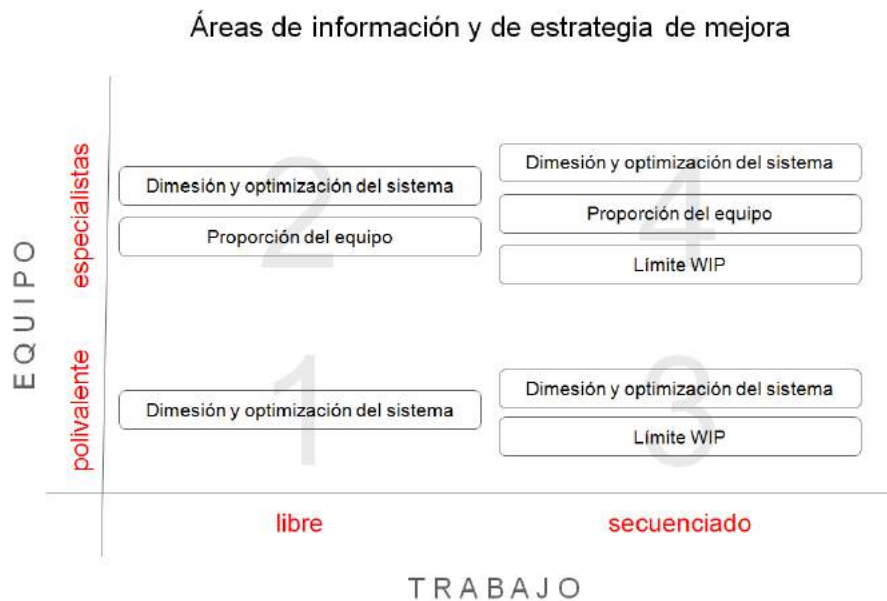 Áreas de información y de estrategia de mejora
EQUIPO
especialistas
polivalente
2
Dimesión y optimización del sistema
Proporción del equipo
4
Dimesión y optimización del sistema
Proporción del equipo
Límite WIP
1
Dimesión y optimización del sistema
3
Dimesión y optimización del sistema
Límite WIP
libre
secuenciado
TRABAJO